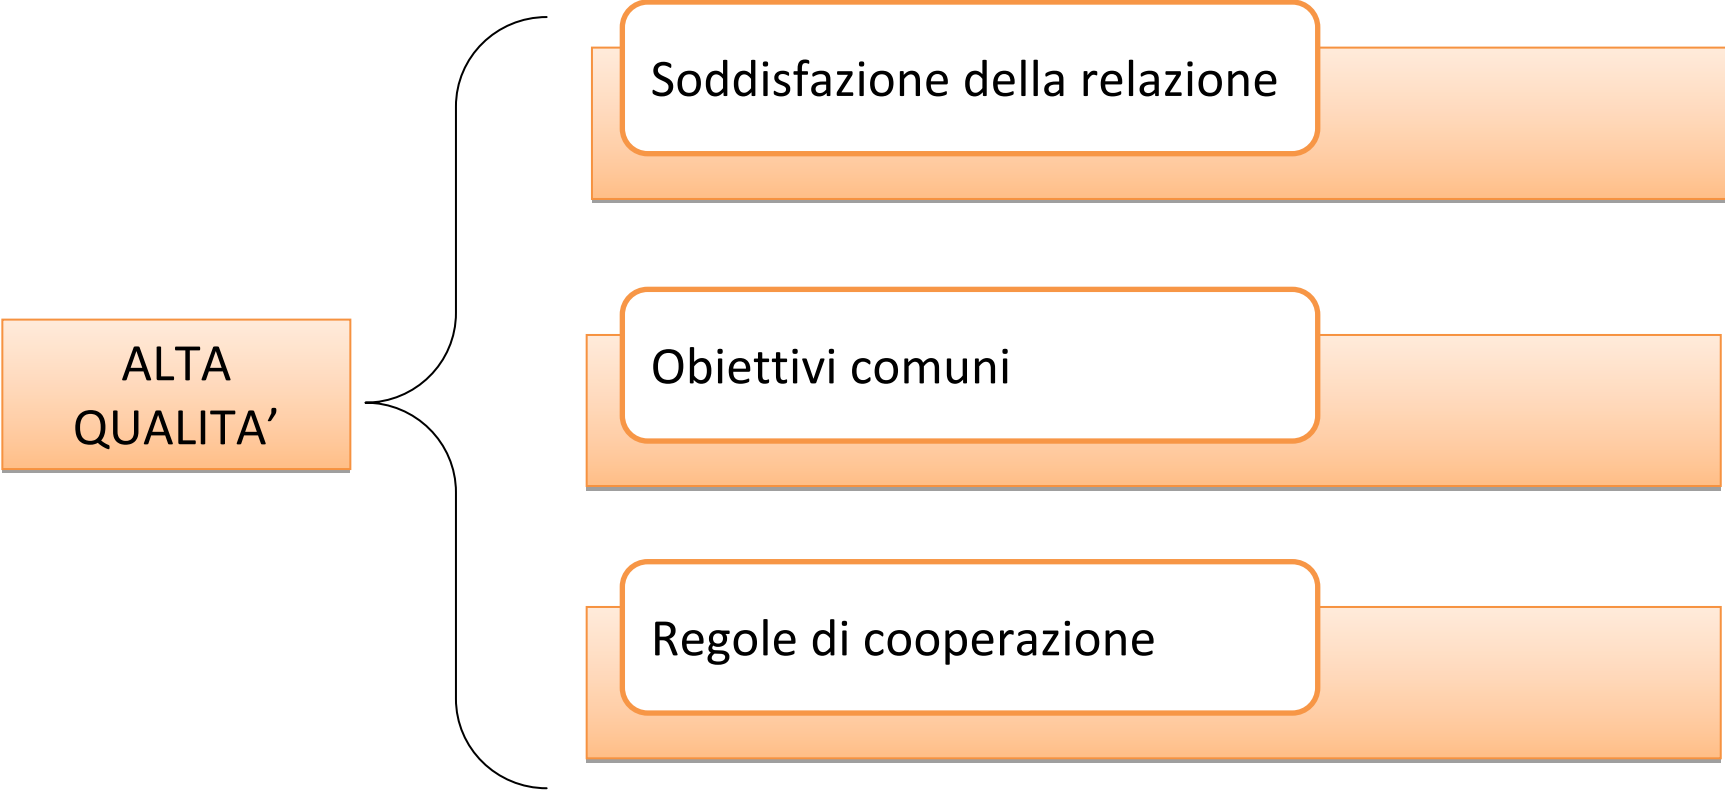 Soddisfazione della relazione
ALTA
QUALITA’
Obiettivi comuni
Regole di cooperazione